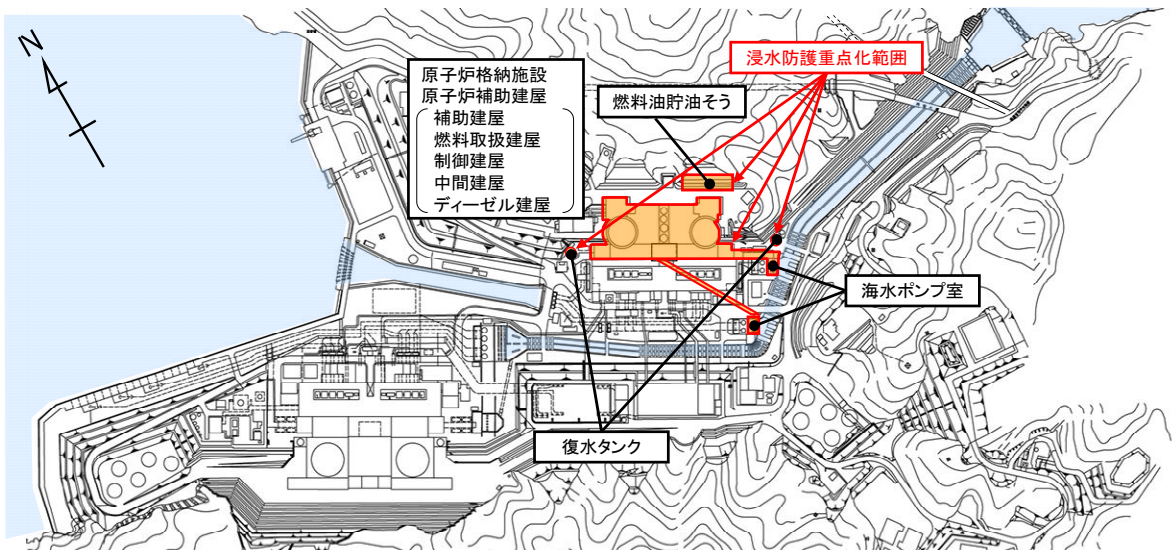 N
浸水防護重点化範囲
原子炉格納施設
原子炉補助建屋
補助建屋
燃料取扱建屋
制御建屋
中間建屋
ディーゼル建屋
燃料油貯油そう
海水ポンプ室
復水タンク